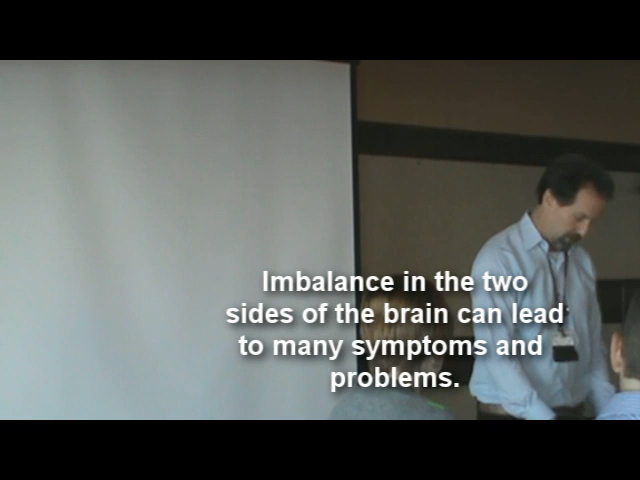 Imbalance in the two
sides of the brain can lead
to many symptoms and
problems.